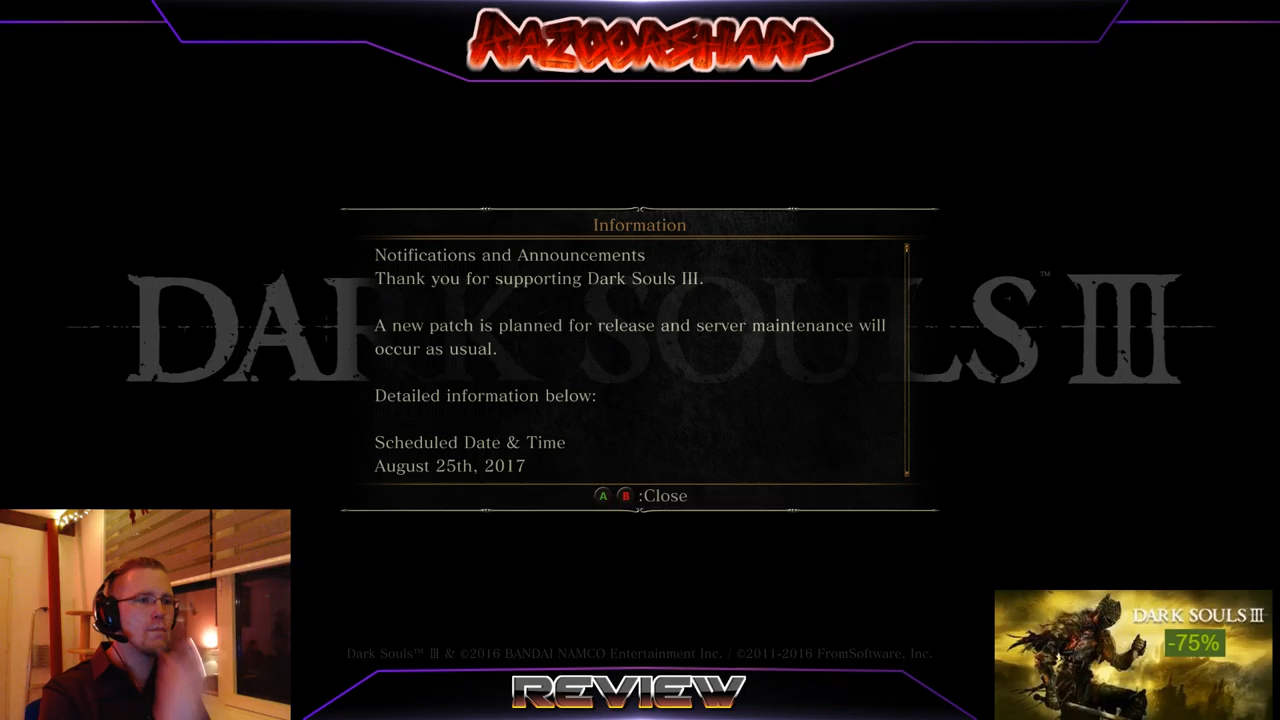 RAZOORSHARP
Information
Notifications and Announcements
Thank you for supporting Dark Souls III.
A new patch is planned for release and server maintenance will
occur as usual.
Detailed information below:
Scheduled Date & Time
August 25th, 2017
A B :Close
DARK SOULS III™
Dark Souls™ III & ©2016 BANDAI NAMCO Entertainment Inc. / ©2011-2016 FromSoftware, Inc.
REVIEW
DARK SOULS III
-75%